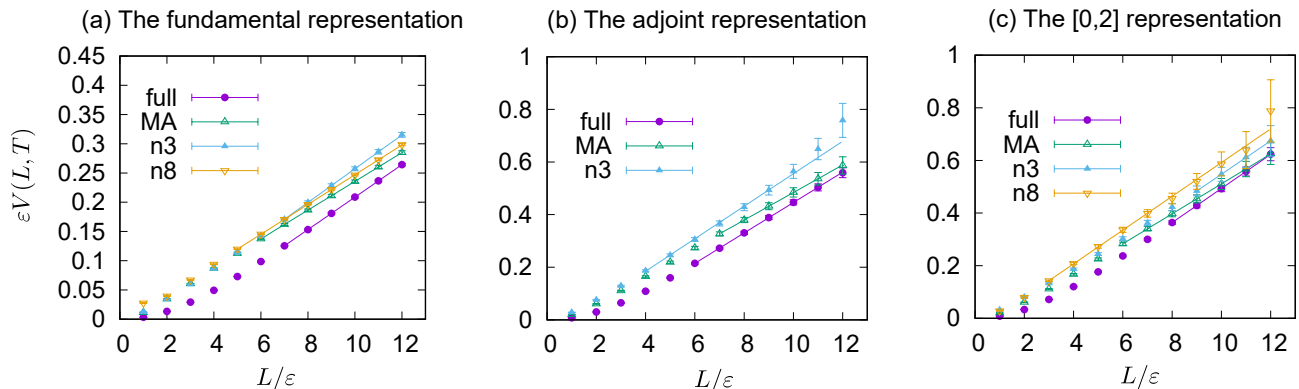 (a) The fundamental representation
εV(L, T)
0.45
0.4
0.35
0.3
0.25
0.2
0.15
0.1
0.05
0
full
MA
n3
n8
0 2 4 6 8 10 12
L/ε
(b) The adjoint representation
1
0.8
0.6
0.4
0.2
0
full
MA
n3
0 2 4 6 8 10 12
L/ε
(c) The [0,2] representation
1
0.8
0.6
0.4
0.2
0
full
MA
n3
n8
0 2 4 6 8 10 12
L/ε